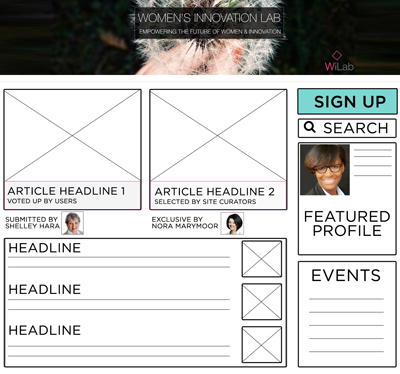 WOMEN'S INNOVATION LAB
EMPOWERING THE FUTURE OF WOMEN & INNOVATION
WiLab
SIGN UP
SEARCH
ARTICLE HEADLINE 1
VOTED UP BY USERS
ARTICLE HEADLINE 2
SELECTED BY SITE CURATORS
SUBMITTED BY
SHELLEY HARA
EXCLUSIVE BY
NORA MARYMOOR
FEATURED
PROFILE
HEADLINE
HEADLINE
HEADLINE
EVENTS